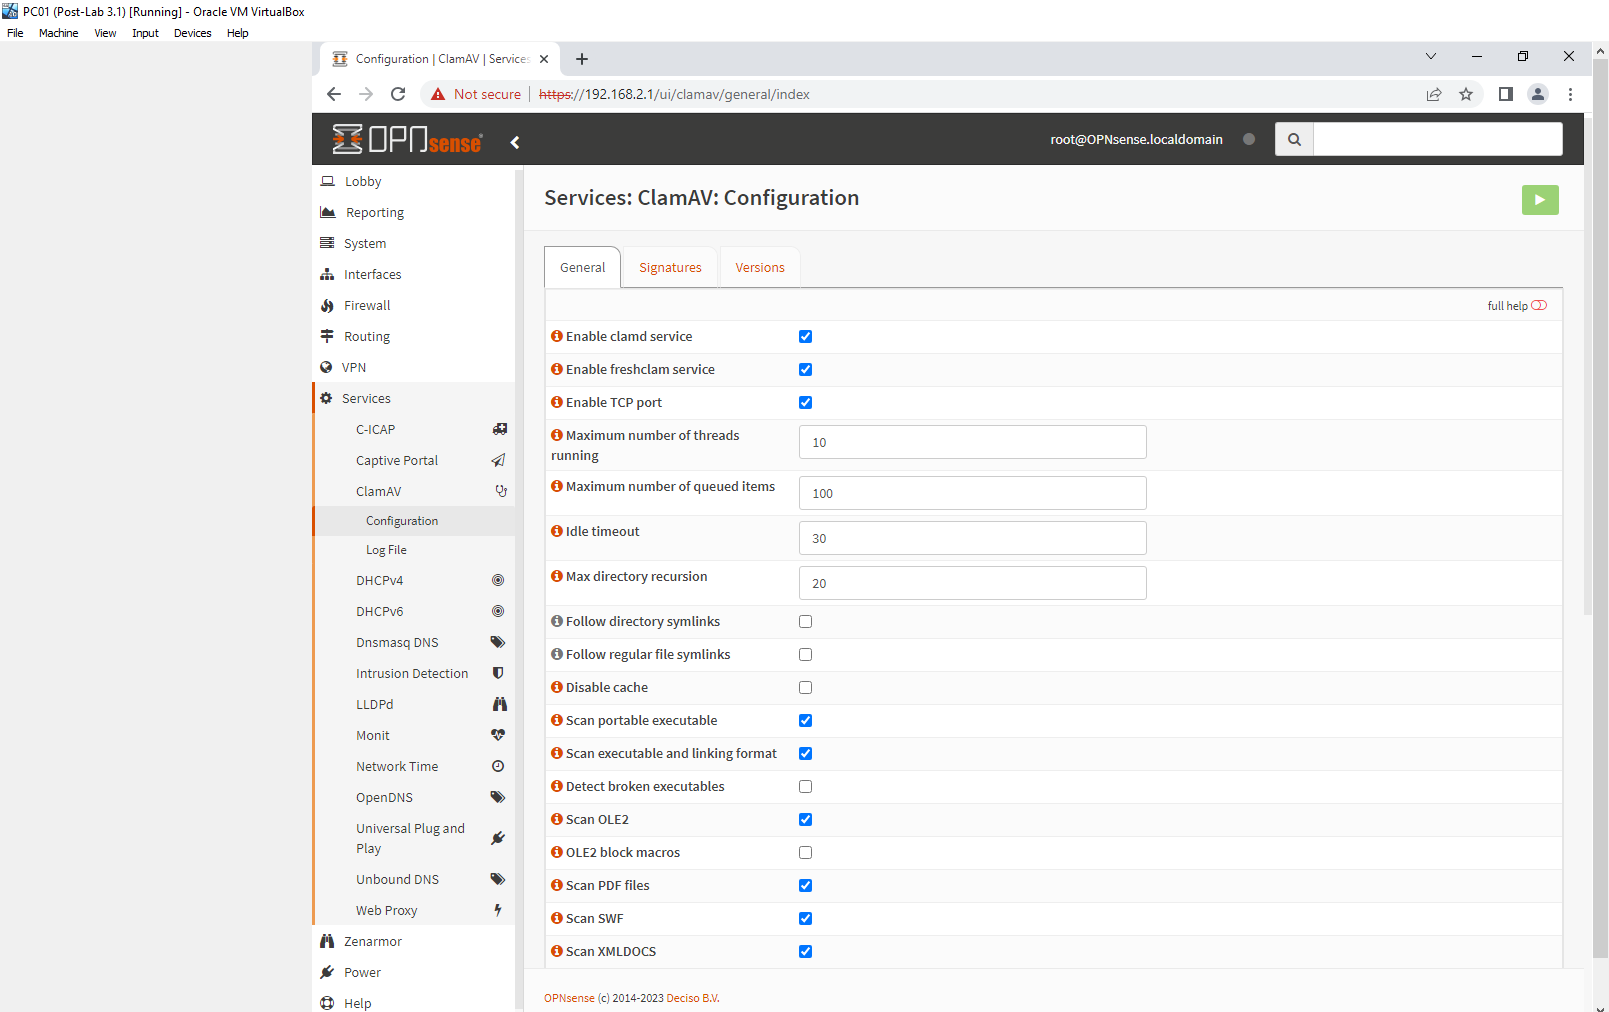 PC01 (Post-Lab 3.1) [Running] - Oracle VM VirtualBox
File Machine View Input Devices Help
Configuration | ClamAV | Services
Not secure https://192.168.2.1/ui/clamav/general/index
OPNsense
root@OPNsense.localdomain
Lobby
Reporting
System
Interfaces
Firewall
Routing
VPN
Services
C-ICAP
Captive Portal
ClamAV
Configuration
Log File
DHCPv4
DHCPv6
Dnsmasq DNS
Intrusion Detection
LLDPd
Monit
Network Time
OpenDNS
Universal Plug and
Play
Unbound DNS
Web Proxy
Zenarmor
Power
Help
Services: ClamAV: Configuration
General Signatures Versions
full help
Enable clamd service
Enable freshclam service
Enable TCP port
Maximum number of threads
running
10
Maximum number of queued items
100
Idle timeout
30
Max directory recursion
20
Follow directory symlinks
Follow regular file symlinks
Disable cache
Scan portable executable
Scan executable and linking format
Detect broken executables
Scan OLE2
OLE2 block macros
Scan PDF files
Scan SWF
Scan XMLDOCS
OPNsense (c) 2014-2023 Deciso B.V.